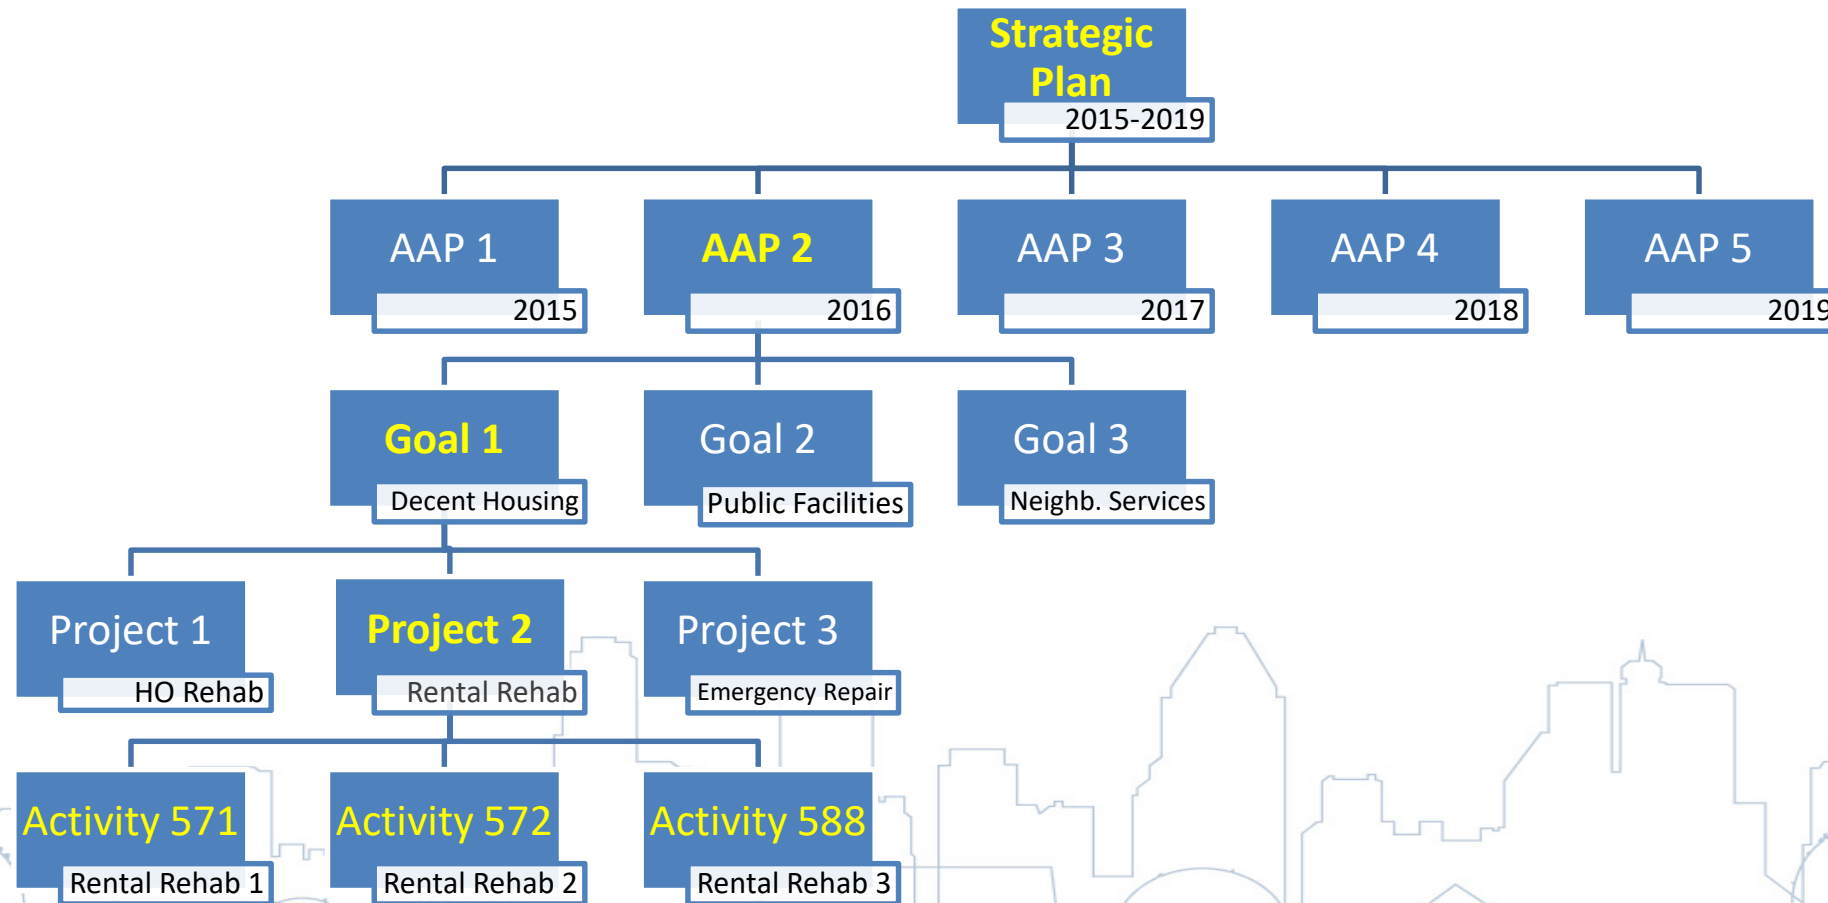 Strategic
Plan
2015-2019
AAP 1
2015
AAP 2
2016
AAP 3
2017
AAP 4
2018
AAP 5
2019
Goal 1
Decent Housing
Goal 2
Public Facilities
Goal 3
Neighb. Services
Project 1
HO Rehab
Project 2
Rental Rehab
Project 3
Emergency Repair
Activity 571
Rental Rehab 1
Activity 572
Rental Rehab 2
Activity 588
Rental Rehab 3